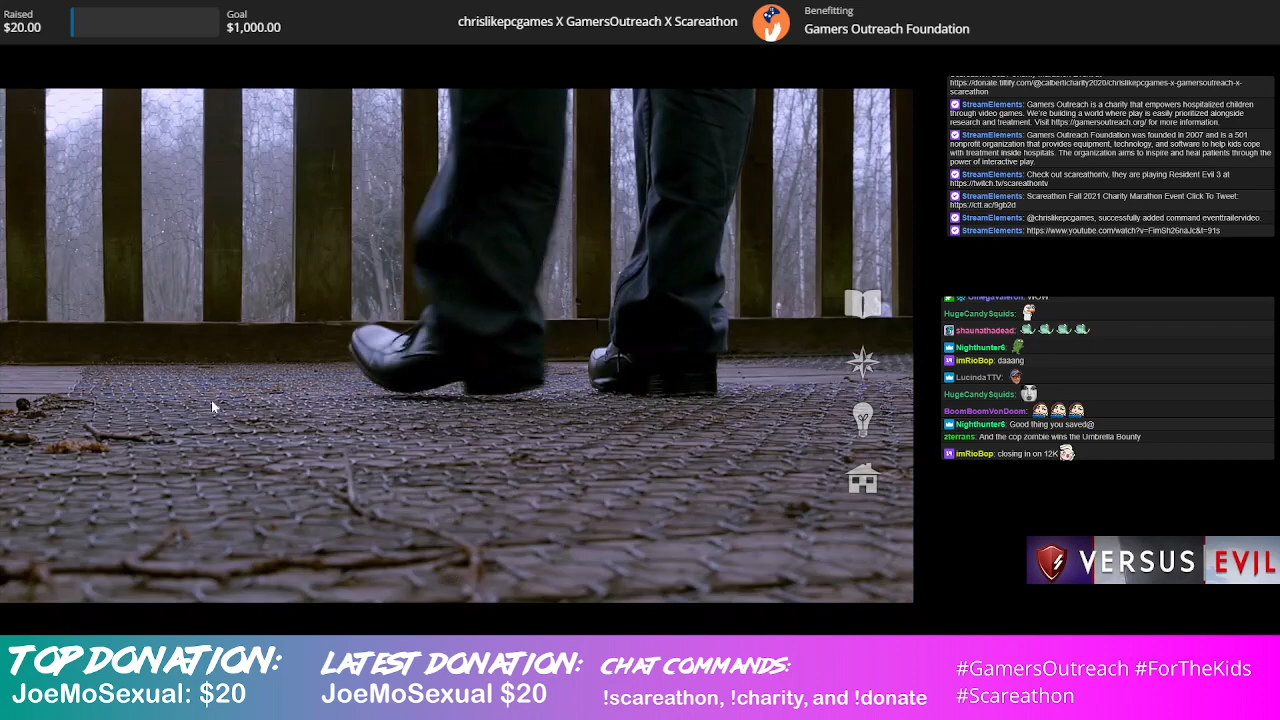 Raised
$20.00
Goal
$1,000.00
chrislikepcgames X GamersOutreach X Scareathon
Benefitting
Gamers Outreach Foundation
https://donate.tiltify.com/@calbertcharity2020/chrislikepcgames-x-gamersoutreach-x-
scareathon
StreamElements: Gamers Outreach is a charity that empowers hospitalized children
through video games. We're building a world where play is easily prioritized alongside
research and treatment. Visit https://gamersoutreach.org/ for more information.
StreamElements: Gamers Outreach Foundation was founded in 2007 and is a 501
nonprofit organization that provides equipment, technology, and software to help kids cope
with treatment inside hospitals. The organization aims to inspire and heal patients through the
power of interactive play.
StreamElements: Check out scareathontv, they are playing Resident Evil 3 at
https://twitch.tv/scareathontv
StreamElements: Scareathon Fall 2021 Charity Marathon Event Click To Tweet:
https://ctt.ac/9gb2d
StreamElements: @chrislikepcgames, successfully added command eventtrailervideo.
StreamElements: https://www.youtube.com/watch?v=FimSh26naJc&t=91s
OmegaValeron: WOW
HugeCandySquids:
shaunathadead:
Nighthunter6:
imRioBop: daaang
LucindaTTV:
HugeCandySquids:
BoomBoomVonDoom:
Nighthunter6: Good thing you saved@
zterrans: And the cop zombie wins the Umbrella Bounty
imRioBop: closing in on 12K
VERSUS EVIL
TOP DONATION:
JoeMoSexual: $20
LATEST DONATION:
JoeMoSexual $20
CHAT COMMANDS:
!scareathon, !charity, and !donate
#GamersOutreach #ForTheKids
#Scareathon